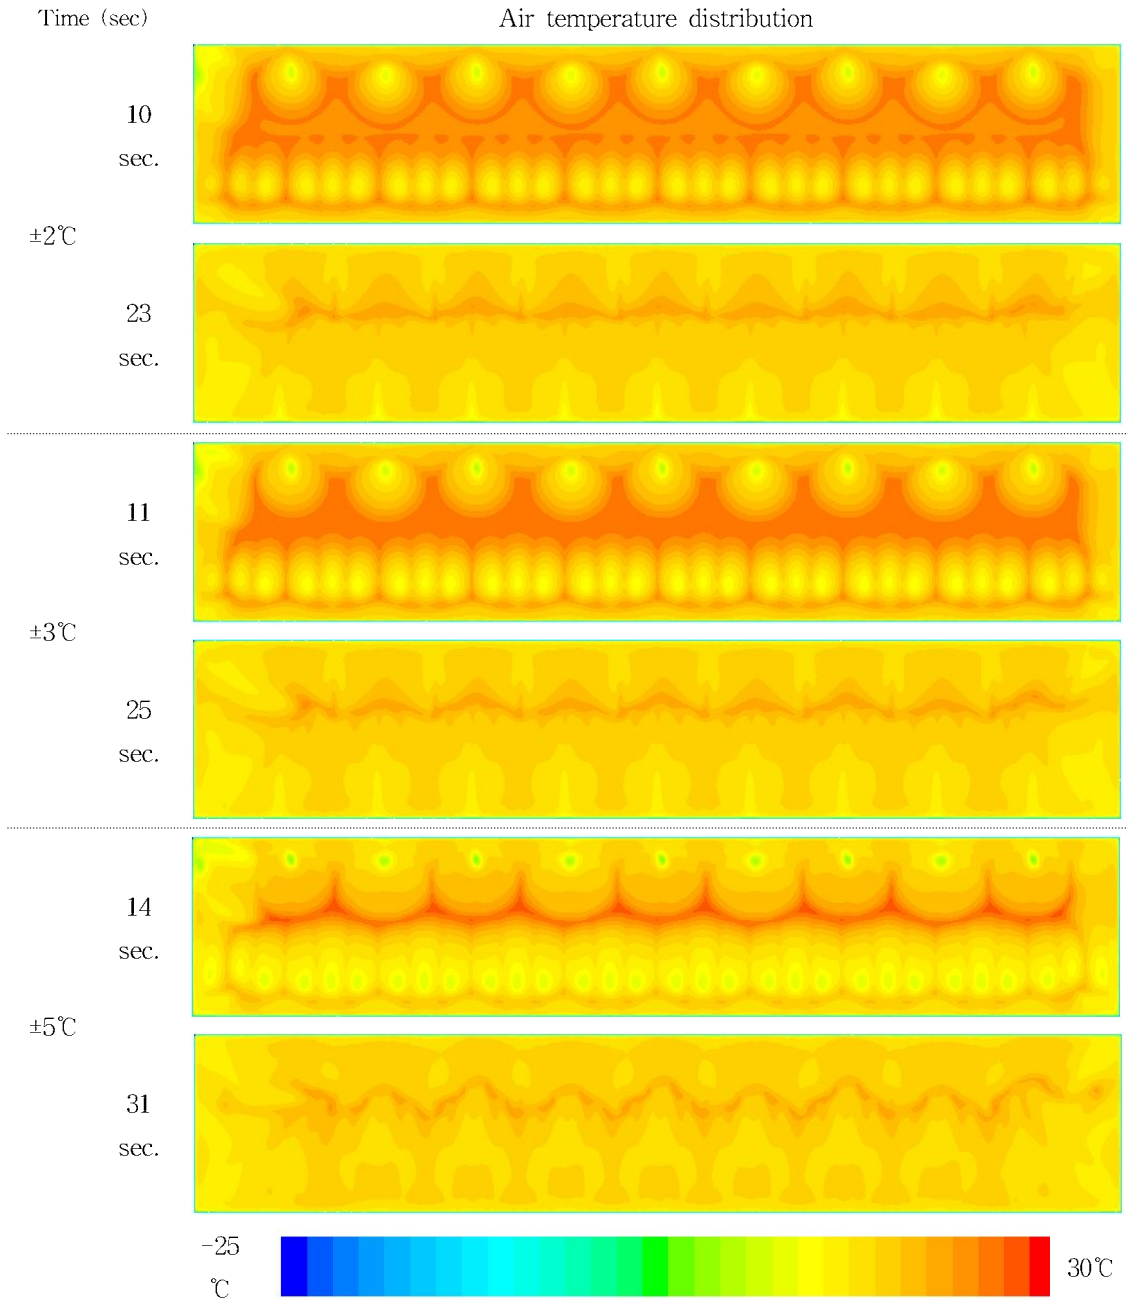 Time (sec)
Air temperature distribution
10
sec.
±2℃
23
sec.
11
sec.
±3℃
25
sec.
14
sec.
±5℃
31
sec.
-25
℃
30℃